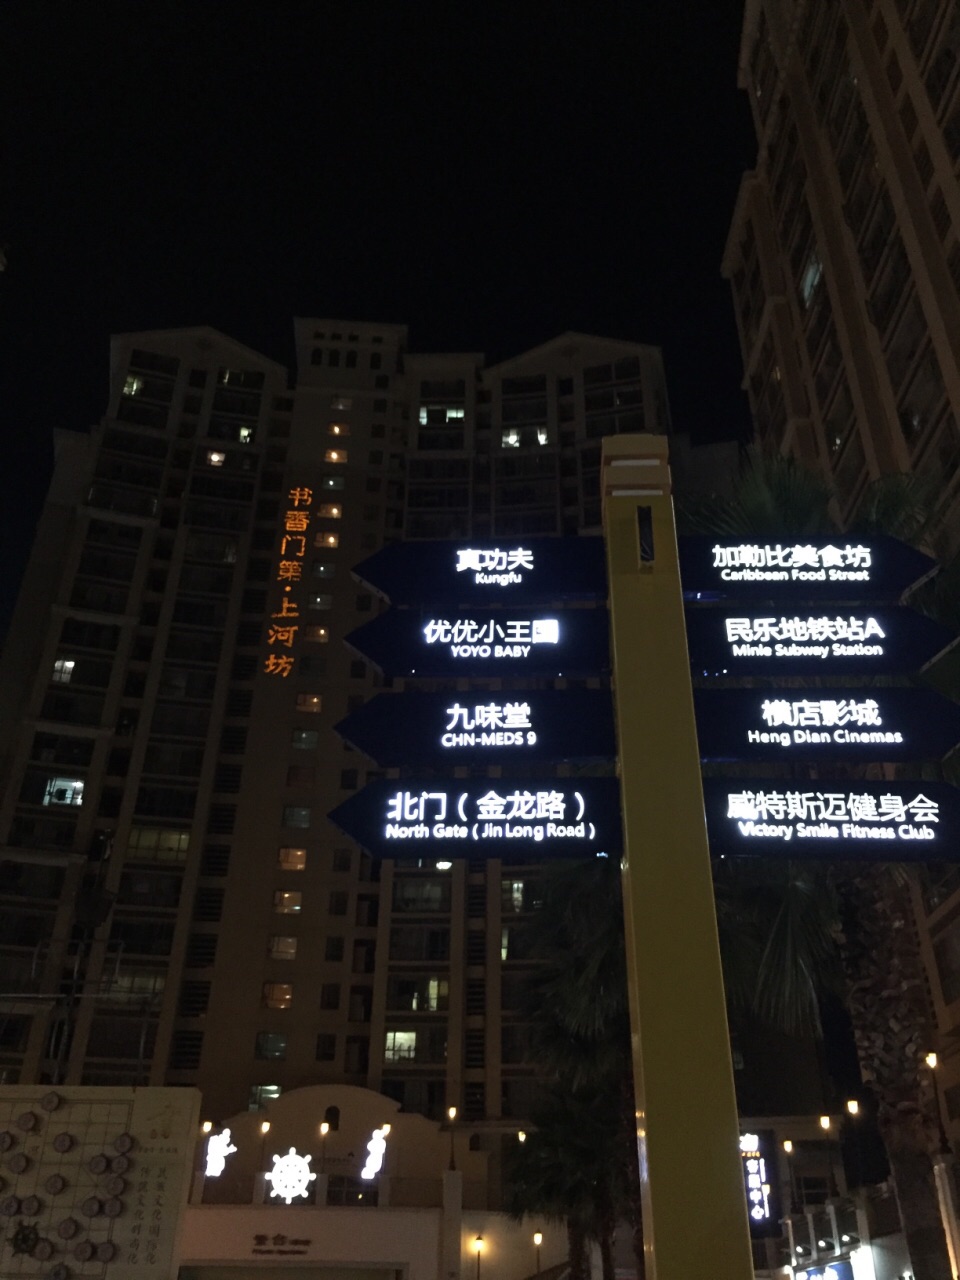 书香门第·上河坊
真功夫
Kungfu
优优小王国
YOYO BABY
九味堂
CHN-MEDS 9
北门（金龙路）
North Gate ( Jin Long Road )
加勒比美食坊
Caribbean Food Street
民乐地铁站A
Minle Subway Station
横店影城
Heng Dian Cinemas
威特斯迈健身会
Victory Smile Fitness Club